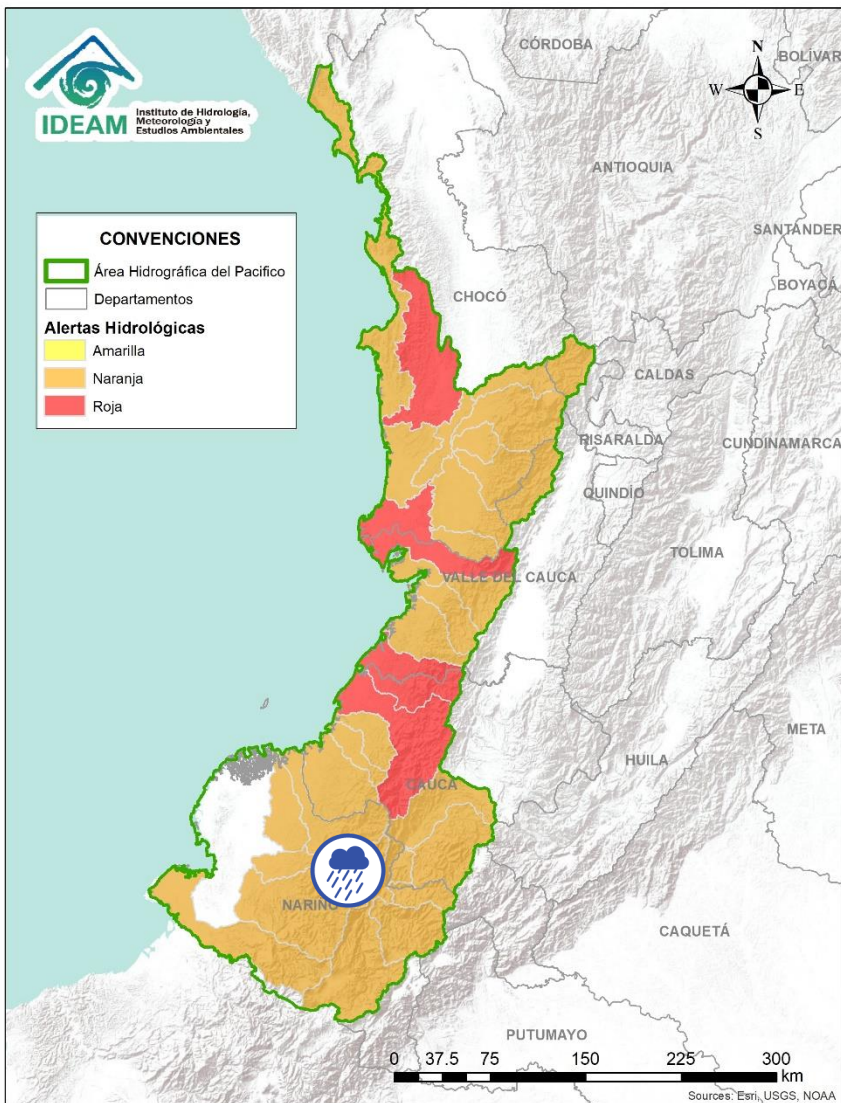 IDEAM
Instituto de Hidrología,
Meteorología y
Estudios Ambientales
CÓRDOBA
BOLÍVAR
N
W
E
S
ANTIOQUIA
SANTANDER
BOYACÁ
CONVENCIONES
Área Hidrográfica del Pacifico
Departamentos
Alertas Hidrológicas
Amarilla
Naranja
Roja
CHOCÓ
CALDAS
RISARALDA
CUNDINAMARCA
QUINDÍO
TOLIMA
VALLE DEL CAUCA
META
HUILA
CAUCA
NARIÑO
CAQUETÁ
PUTUMAYO
0 37.5 75 150 225 300
km
Sources: Esri, USGS, NOAA